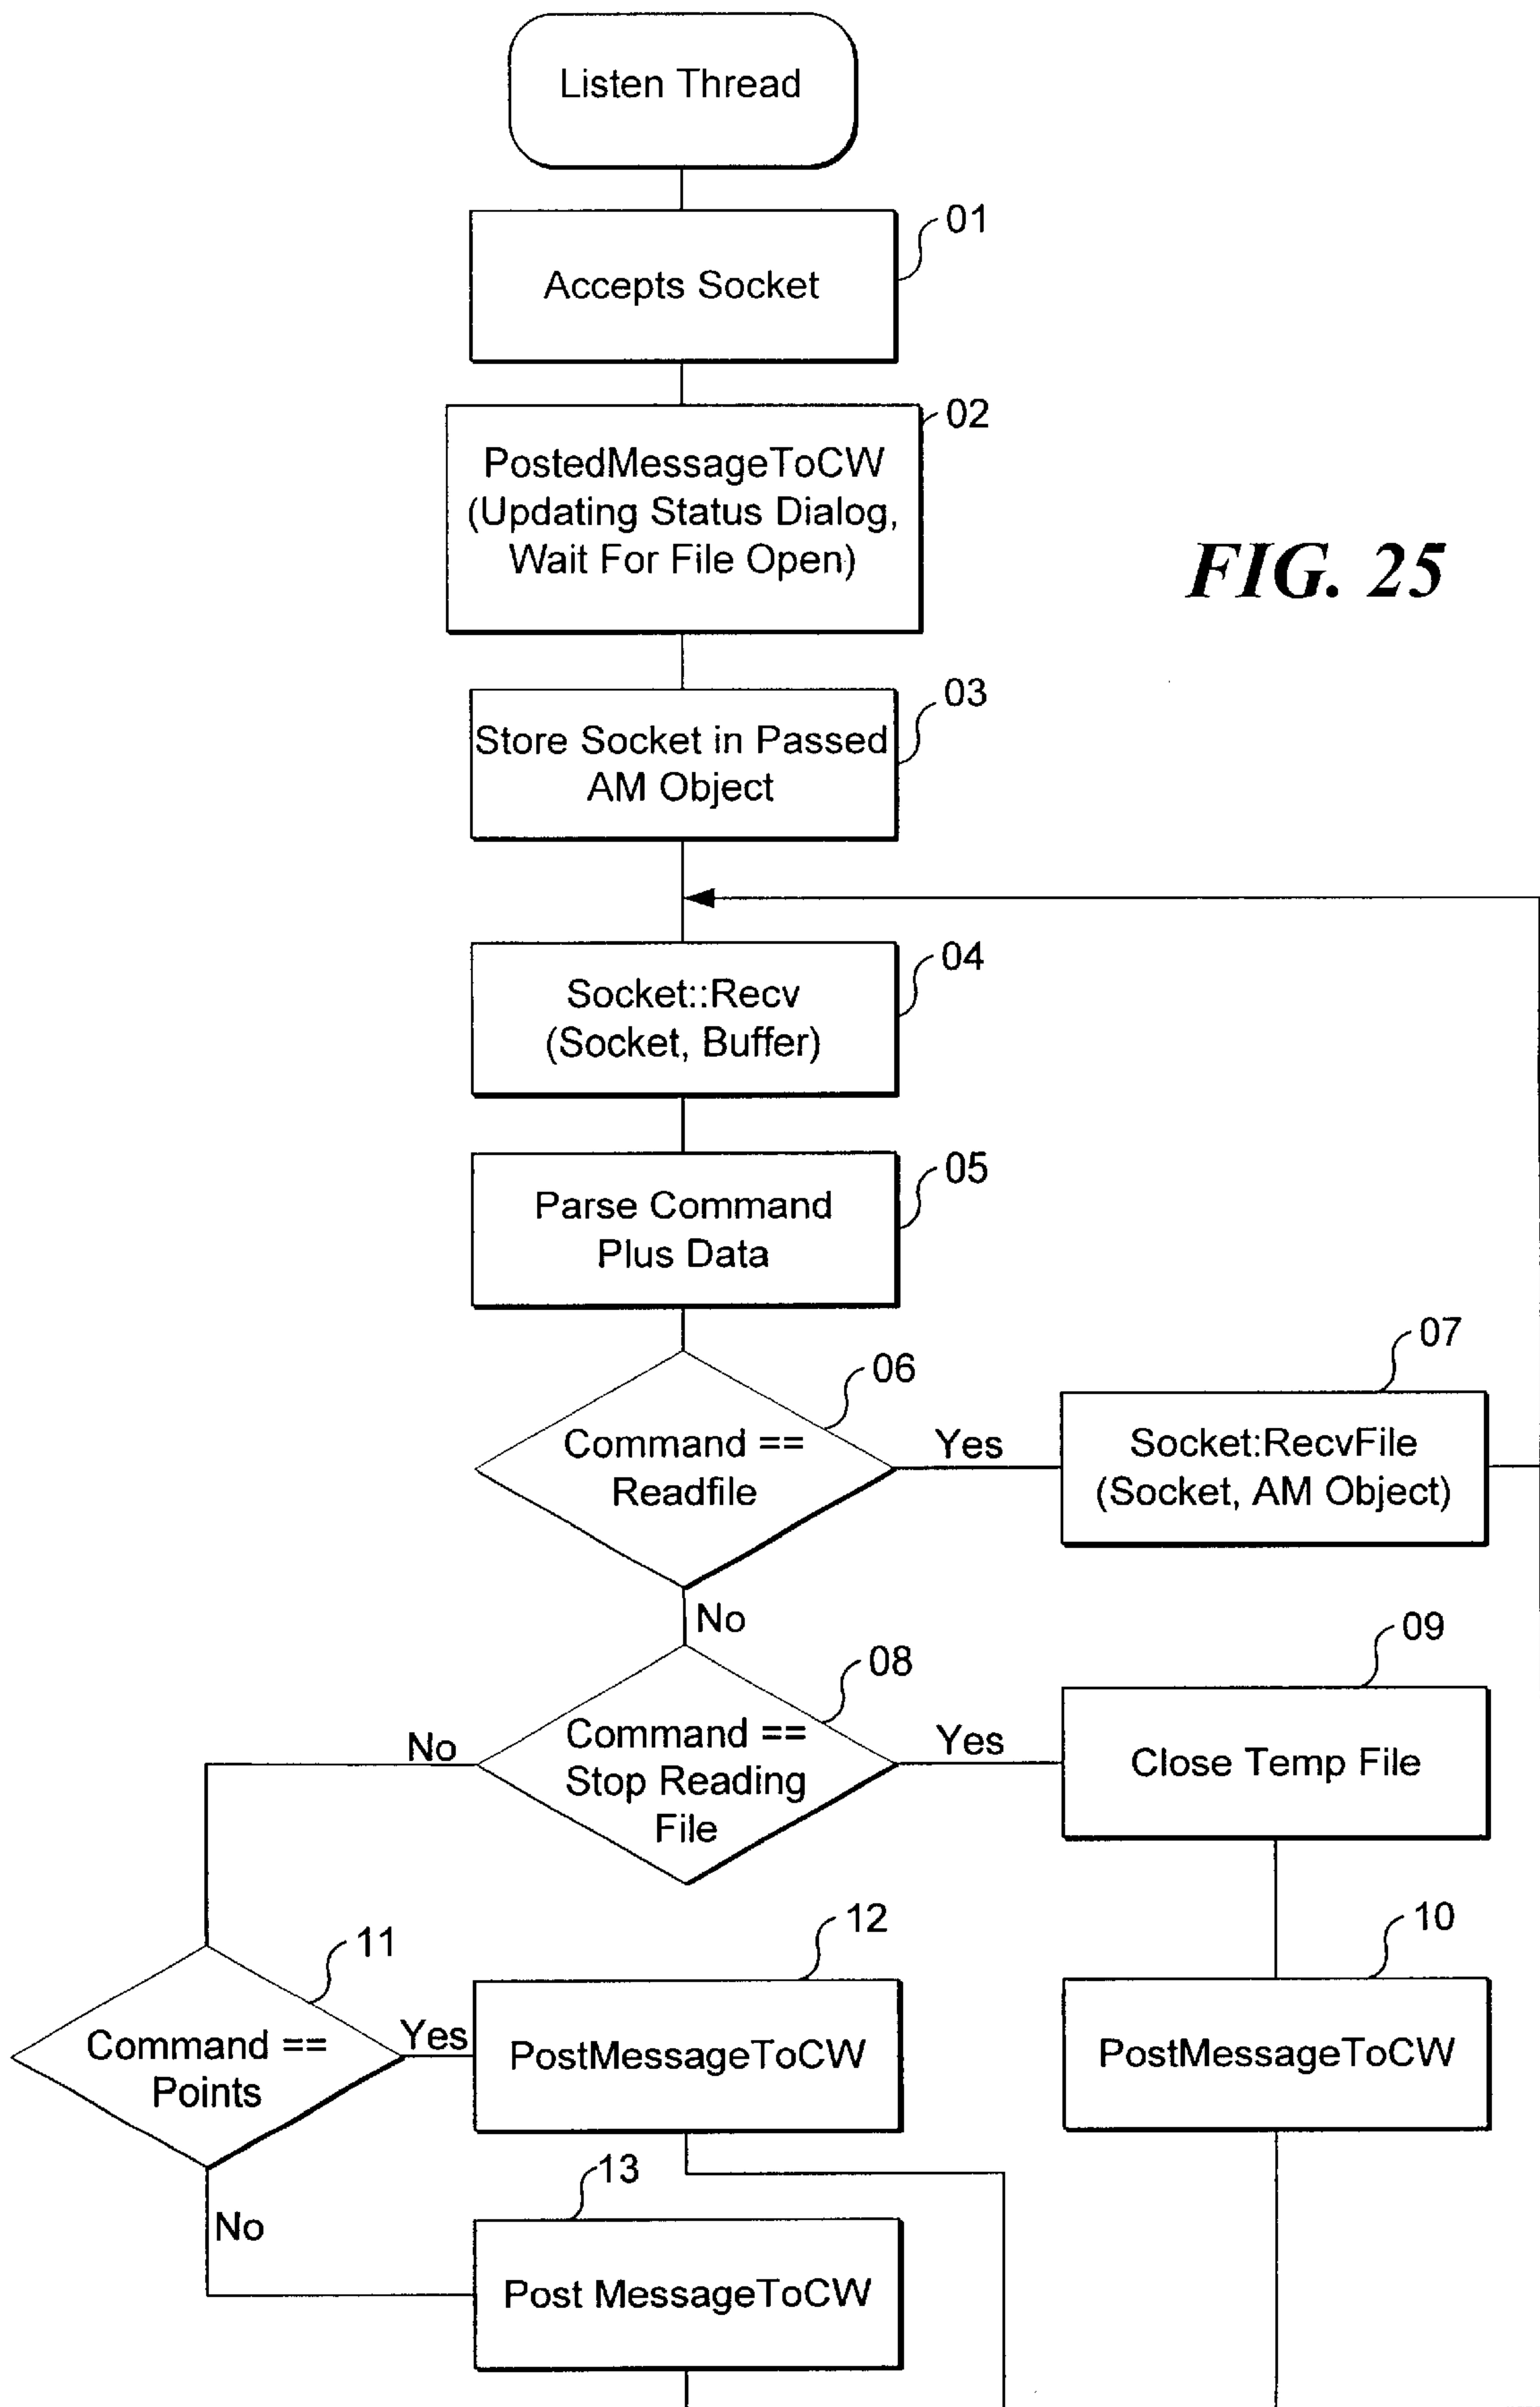 Listen Thread
01
Accepts Socket
02
PostedMessageToCW
(Updating Status Dialog,
Wait For File Open)
FIG. 25
03
Store Socket in Passed
AM Object
04
Socket::Recv
(Socket, Buffer)
05
Parse Command
Plus Data
06
Command ==
Readfile
Yes
07
Socket:RecvFile
(Socket, AM Object)
No
08
Command ==
Stop Reading
File
Yes
09
Close Temp File
No
10
PostMessageToCW
11
Command ==
Points
Yes
12
PostMessageToCW
No
13
Post MessageToCW